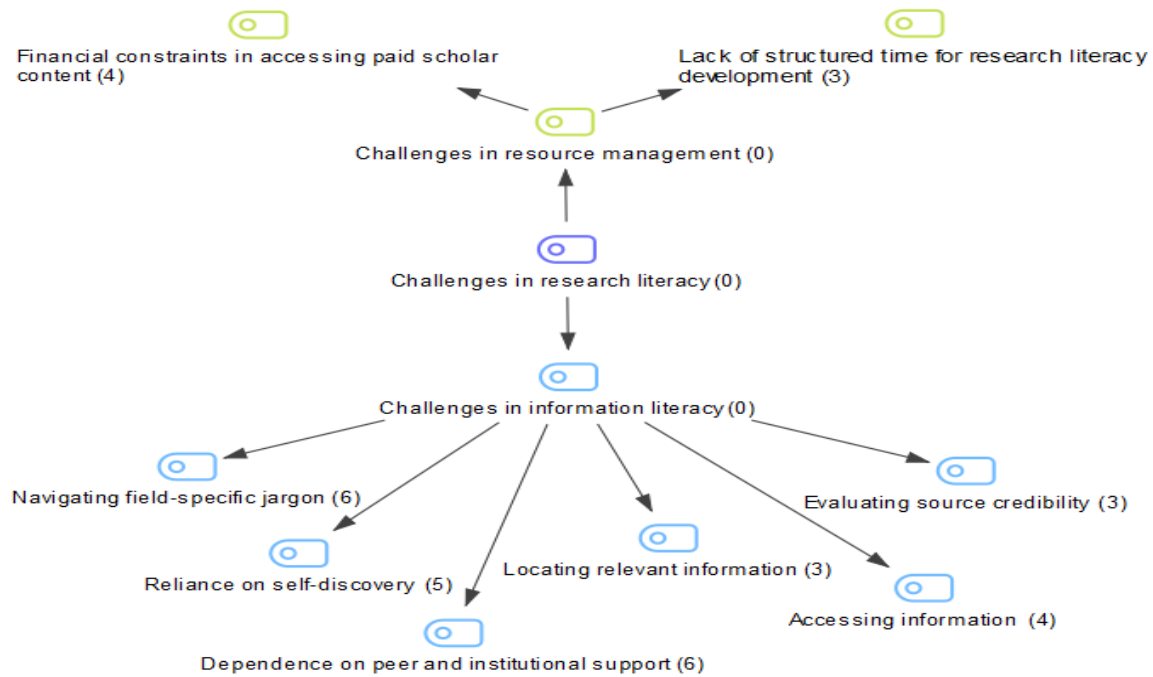 Financial constraints in accessing paid scholar
content (4)
Lack of structured time for research literacy
development (3)
Challenges in resource management (0)
Challenges in research literacy (0)
Challenges in information literacy (0)
Navigating field-specific jargon (6)
Evaluating source credibility (3)
Reliance on self-discovery (5)
Locating relevant information (3)
Accessing information (4)
Dependence on peer and institutional support (6)